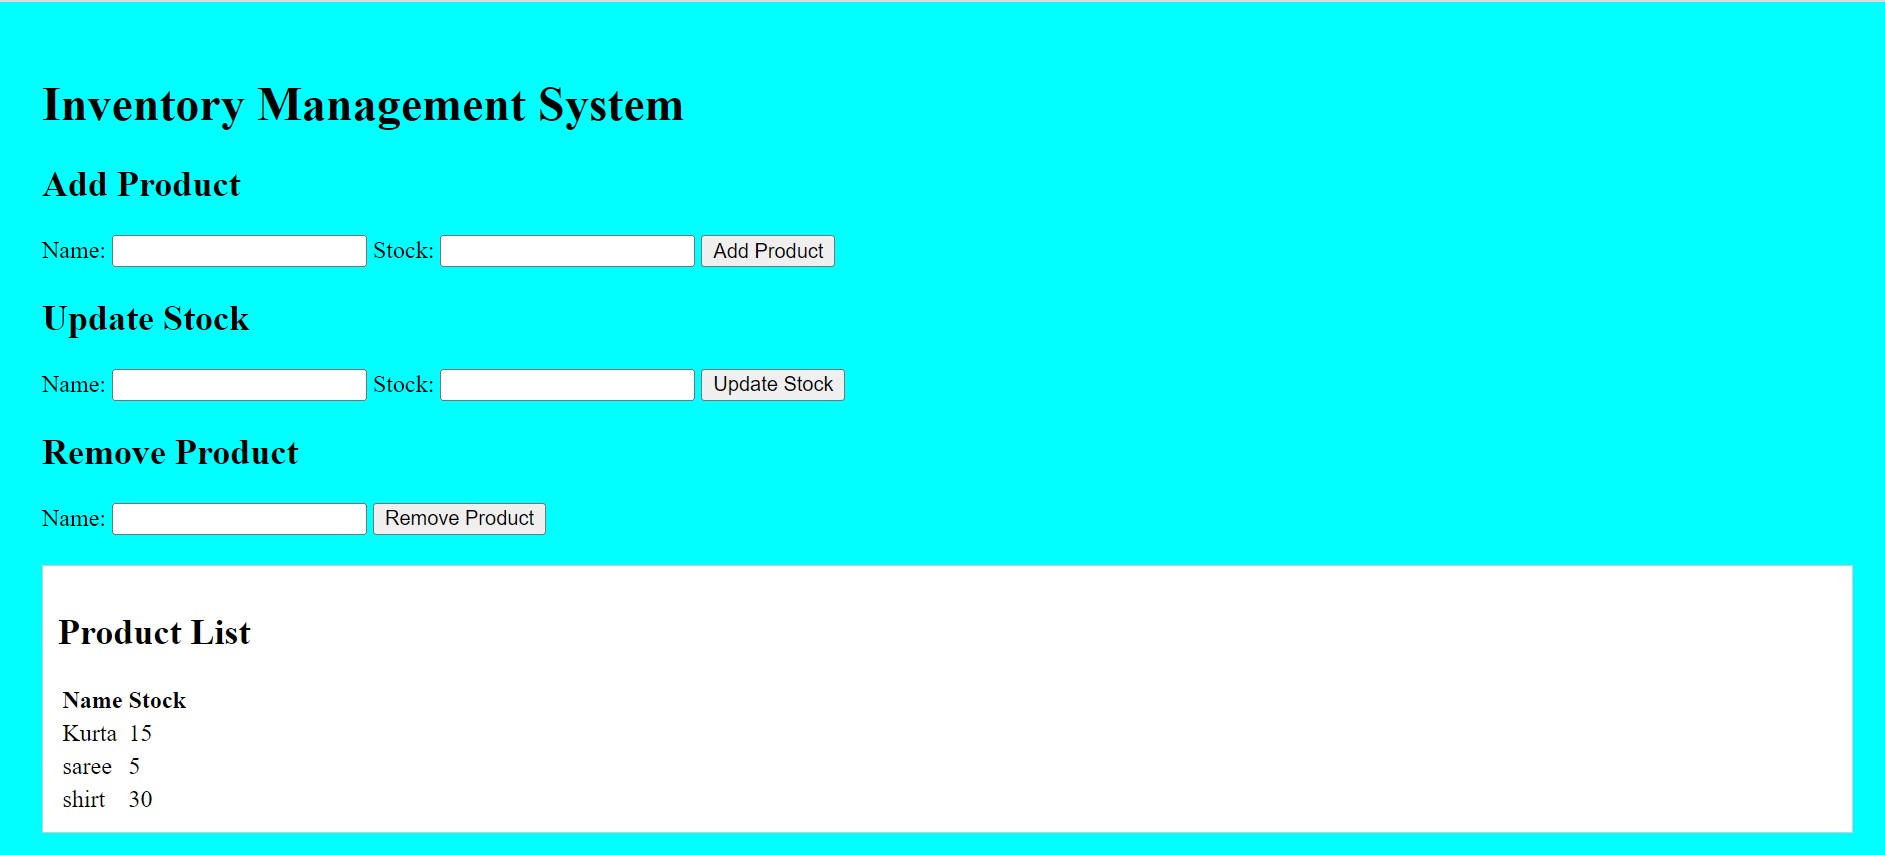 Inventory Management System
Add Product
Name: Stock: Add Product
Update Stock
Name: Stock: Update Stock
Remove Product
Name: Remove Product
Product List
Name Stock
Kurta 15
saree 5
shirt 30